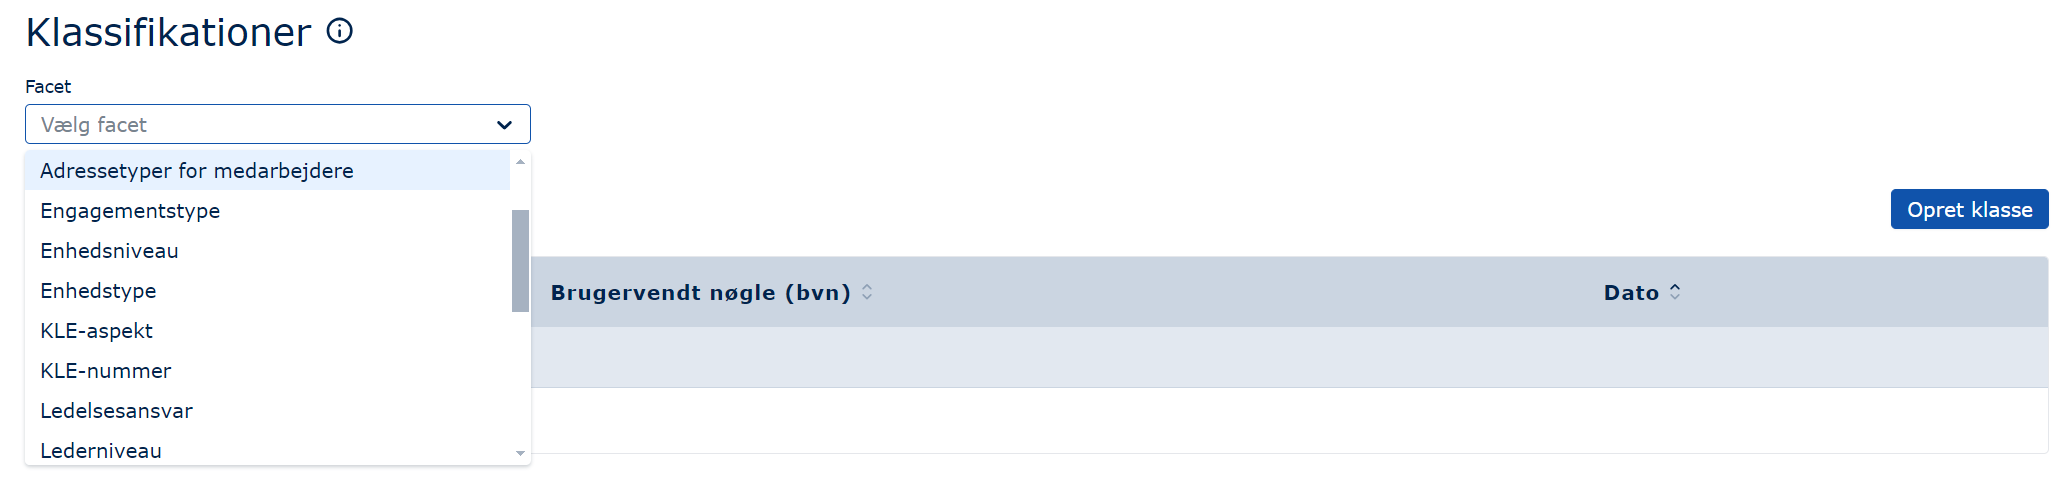 Klassifikationer
Facet
Vælg facet
Adressetyper for medarbejdere
Engagementstype
Enhedsniveau
Enhedstype
KLE-aspekt
KLE-nummer
Ledelsesansvar
Lederniveau
Opret klasse
Brugervendt nøgle (bvn) Dato